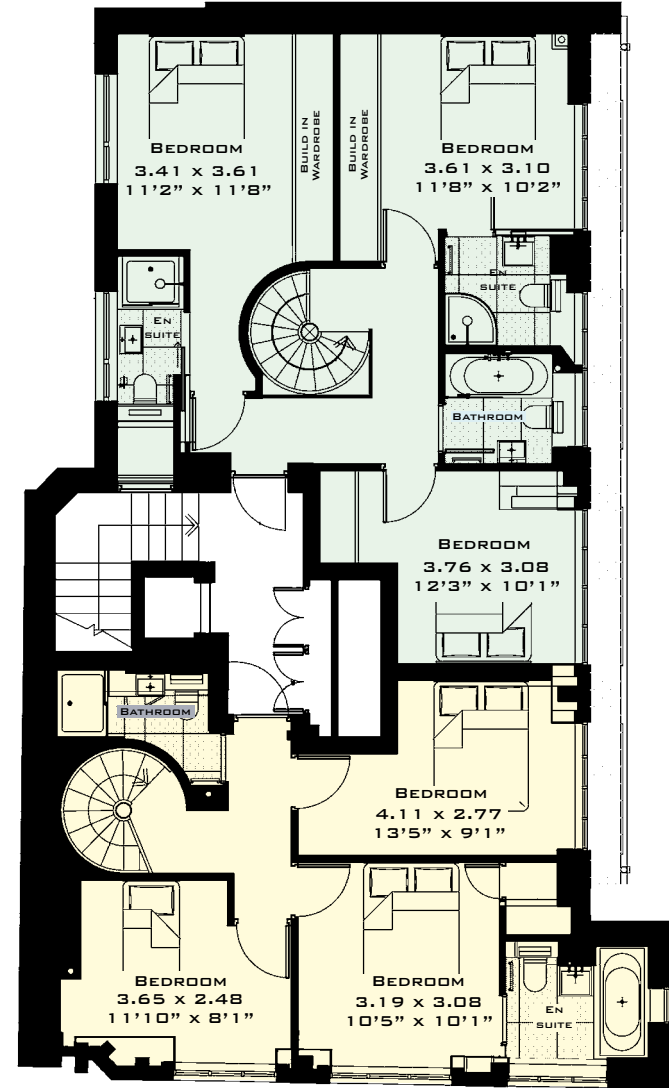 BEDROOM
3.41 x 3.61
11'2" x 11'8"
BUILD IN
WARDROBE
BUILD IN
WARDROBE
BEDROOM
3.61 x 3.10
11'8" x 10'2"
EN
SUITE
EN
SUITE
BATHROOM
BEDROOM
3.76 x 3.08
12'3" x 10'1"
BATHROOM
BEDROOM
4.11 x 2.77
13'5" x 9'1"
BEDROOM
3.65 x 2.48
11'10" x 8'1"
BEDROOM
3.19 x 3.08
10'5" x 10'1"
EN
SUITE